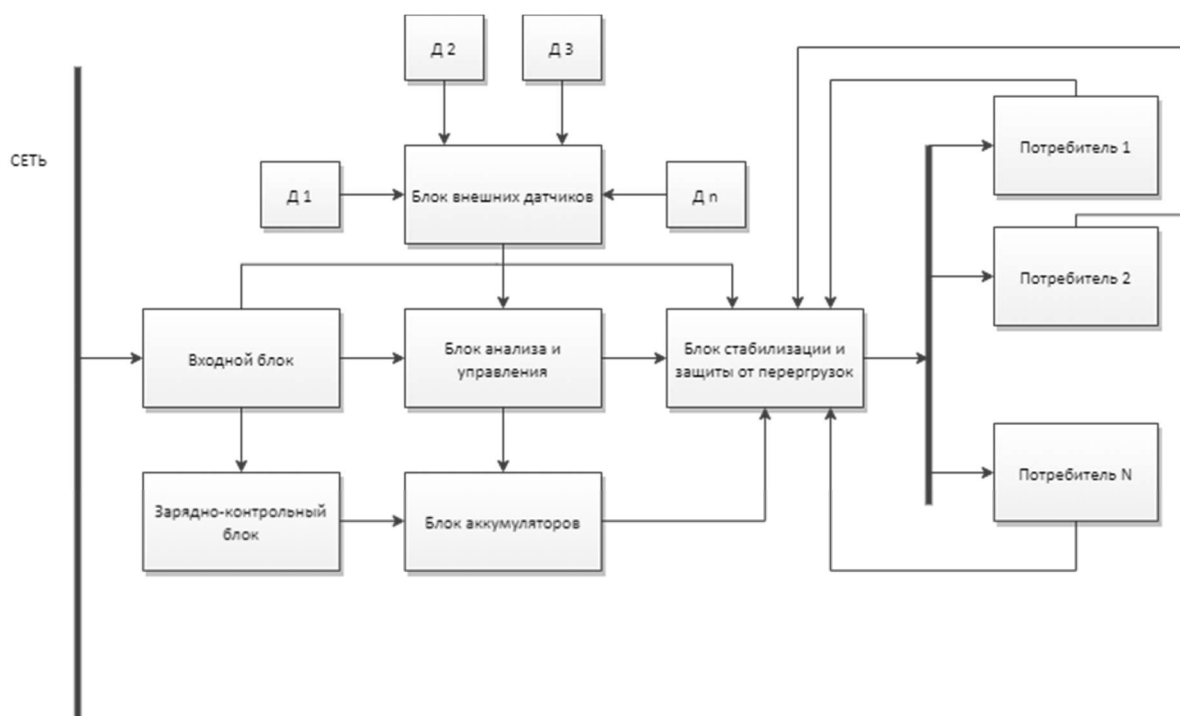 Д 2
Д 3
СЕТЬ
Потребитель 1
Д 1
Блок внешних датчиков
Д n
Потребитель 2
Входной блок
Блок анализа и
управления
Блок стабилизации и
защиты от перергрузок
Зарядно-контрольный
блок
Блок аккумуляторов
Потребитель N